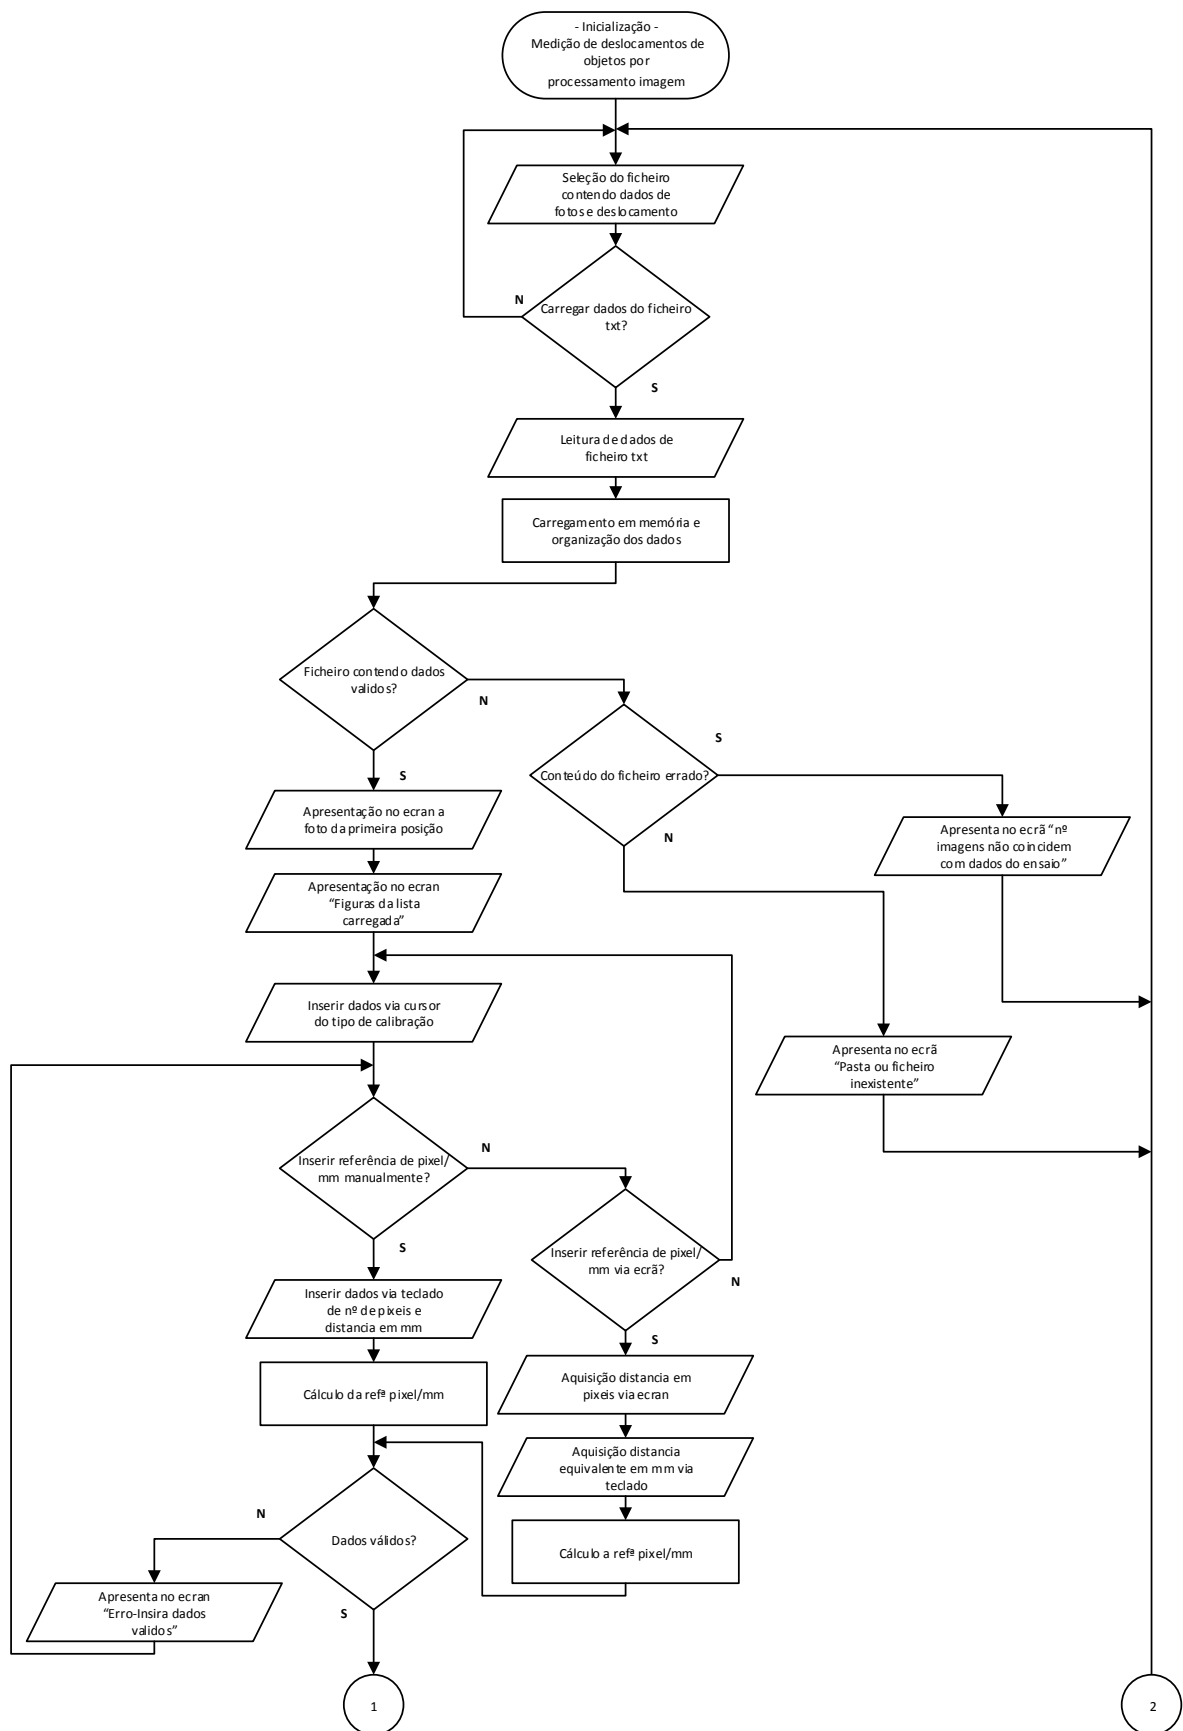 - Inicialização -
Medição de deslocamentos de
objetos por
processamento imagem
Seleção do ficheiro
contendo dados de
fotos e deslocamento
N
Carregar dados do ficheiro
txt?
S
Leitura de dados de
ficheiro txt
Carregamento em memória e
organização dos dados
Ficheiro contendo dados
validos?
N
S
S
Conteúdo do ficheiro errado?
N
Apresentação no ecran a
foto da primeira posição
Apresenta no ecrã “nº
imagens não coincidem
com dados do ensaio”
Apresentação no ecran
“Figuras da lista
carregada”
Inserir dados via cursor
do tipo de calibração
Apresenta no ecrã
“Pasta ou ficheiro
inexistente”
Inserir referência de pixel/
mm manualmente?
N
S
Inserir referência de pixel/
mm via ecrã?
N
S
Inserir dados via teclado
de nº de pixeis e
distancia em mm
Cálculo da refª pixel/mm
Aquisição distancia em
pixeis via ecran
Aquisição distancia
equivalente em mm via
teclado
Cálculo a refª pixel/mm
N
Dados válidos?
S
Apresenta no ecran
“Erro-Insira dados
validos”
1
2